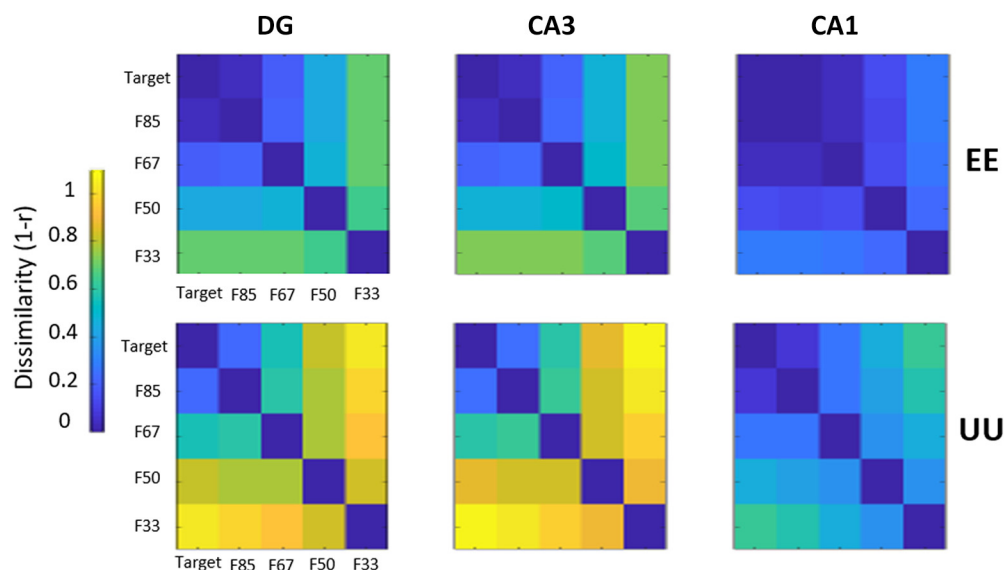 DG CA3 CA1
Target
F85
F67
F50
F33
EE
Target F85 F67 F50 F33
Dissimilarity (1-r)
1
0.8
0.6
0.4
0.2
0
Target
F85
F67
F50
F33
UU
Target F85 F67 F50 F33